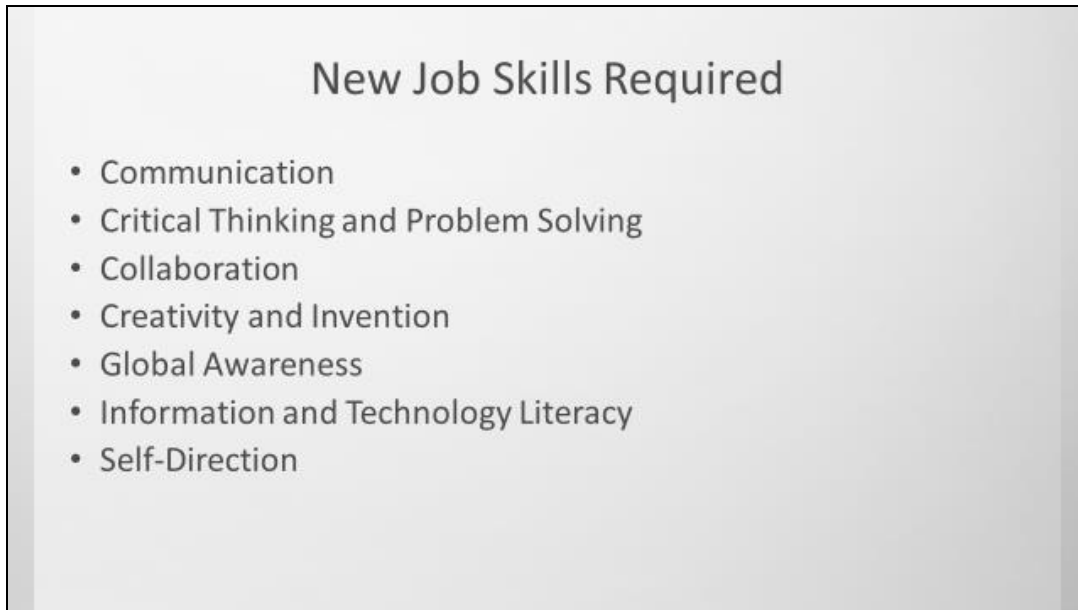 New Job Skills Required
• Communication
• Critical Thinking and Problem Solving
• Collaboration
• Creativity and Invention
• Global Awareness
• Information and Technology Literacy
• Self-Direction